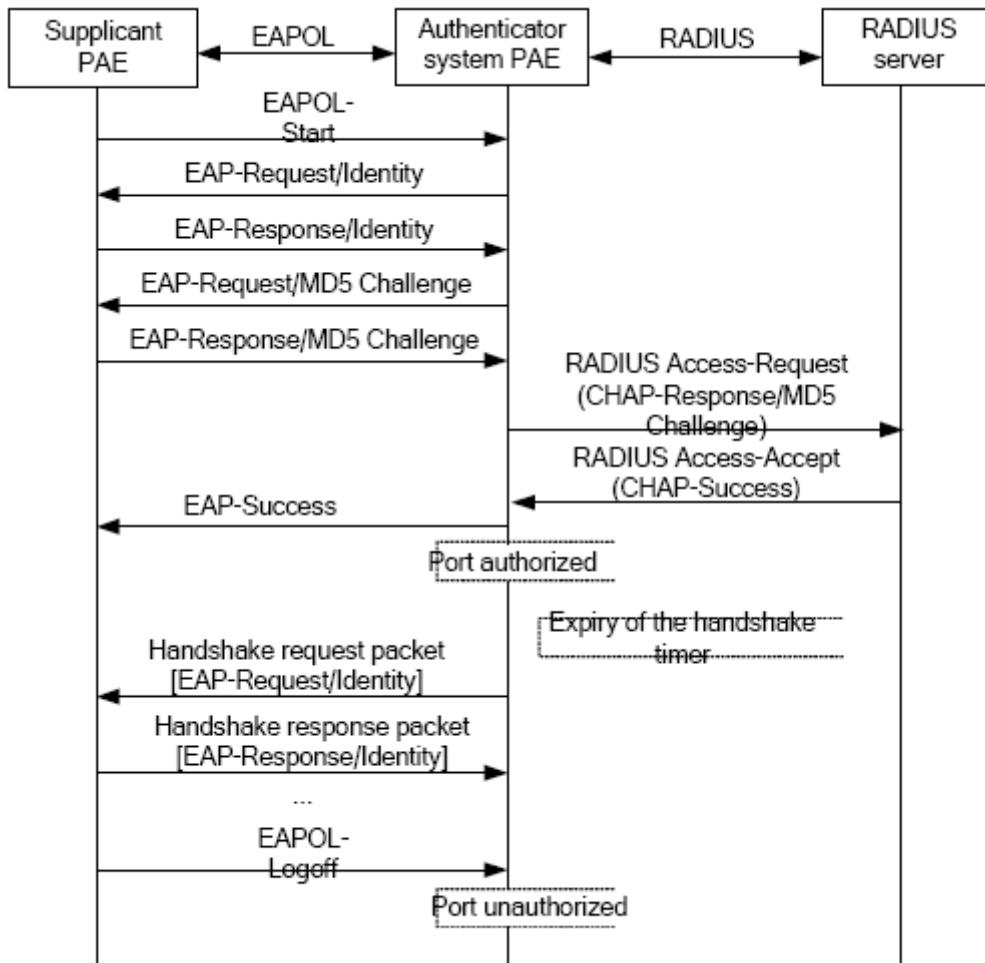 Supplicant
PAE
EAPOL
Authenticator
system PAE
RADIUS
RADIUS
server
EAPOL-
Start
EAP-Request/Identity
EAP-Response/Identity
EAP-Request/MD5 Challenge
EAP-Response/MD5 Challenge
RADIUS Access-Request
(CHAP-Response/MD5
Challenge)
RADIUS Access-Accept
(CHAP-Success)
EAP-Success
Port authorized
Expiry of the handshake
timer
Handshake request packet
[EAP-Request/Identity]
Handshake response packet
[EAP-Response/Identity]
...
EAPOL-
Logoff
Port unauthorized